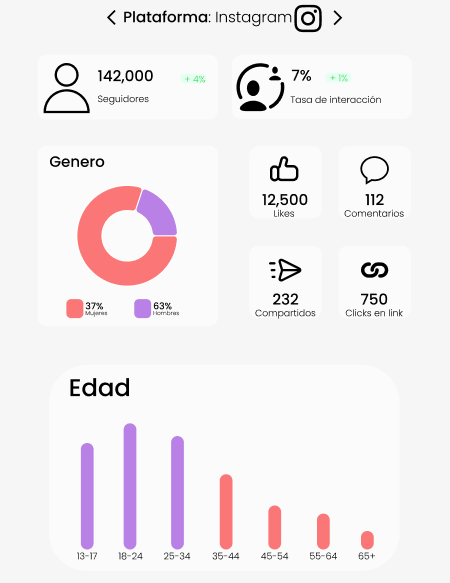 Plataforma: Instagram
142,000
+ 4%
Seguidores
7%
+ 1%
Tasa de interacción
Genero
37%
Mujeres
63%
Hombres
12,500
Likes
112
Comentarios
232
Compartidos
750
Clicks en link
Edad
13-17 18-24 25-34 35-44 45-54 55-64 65+